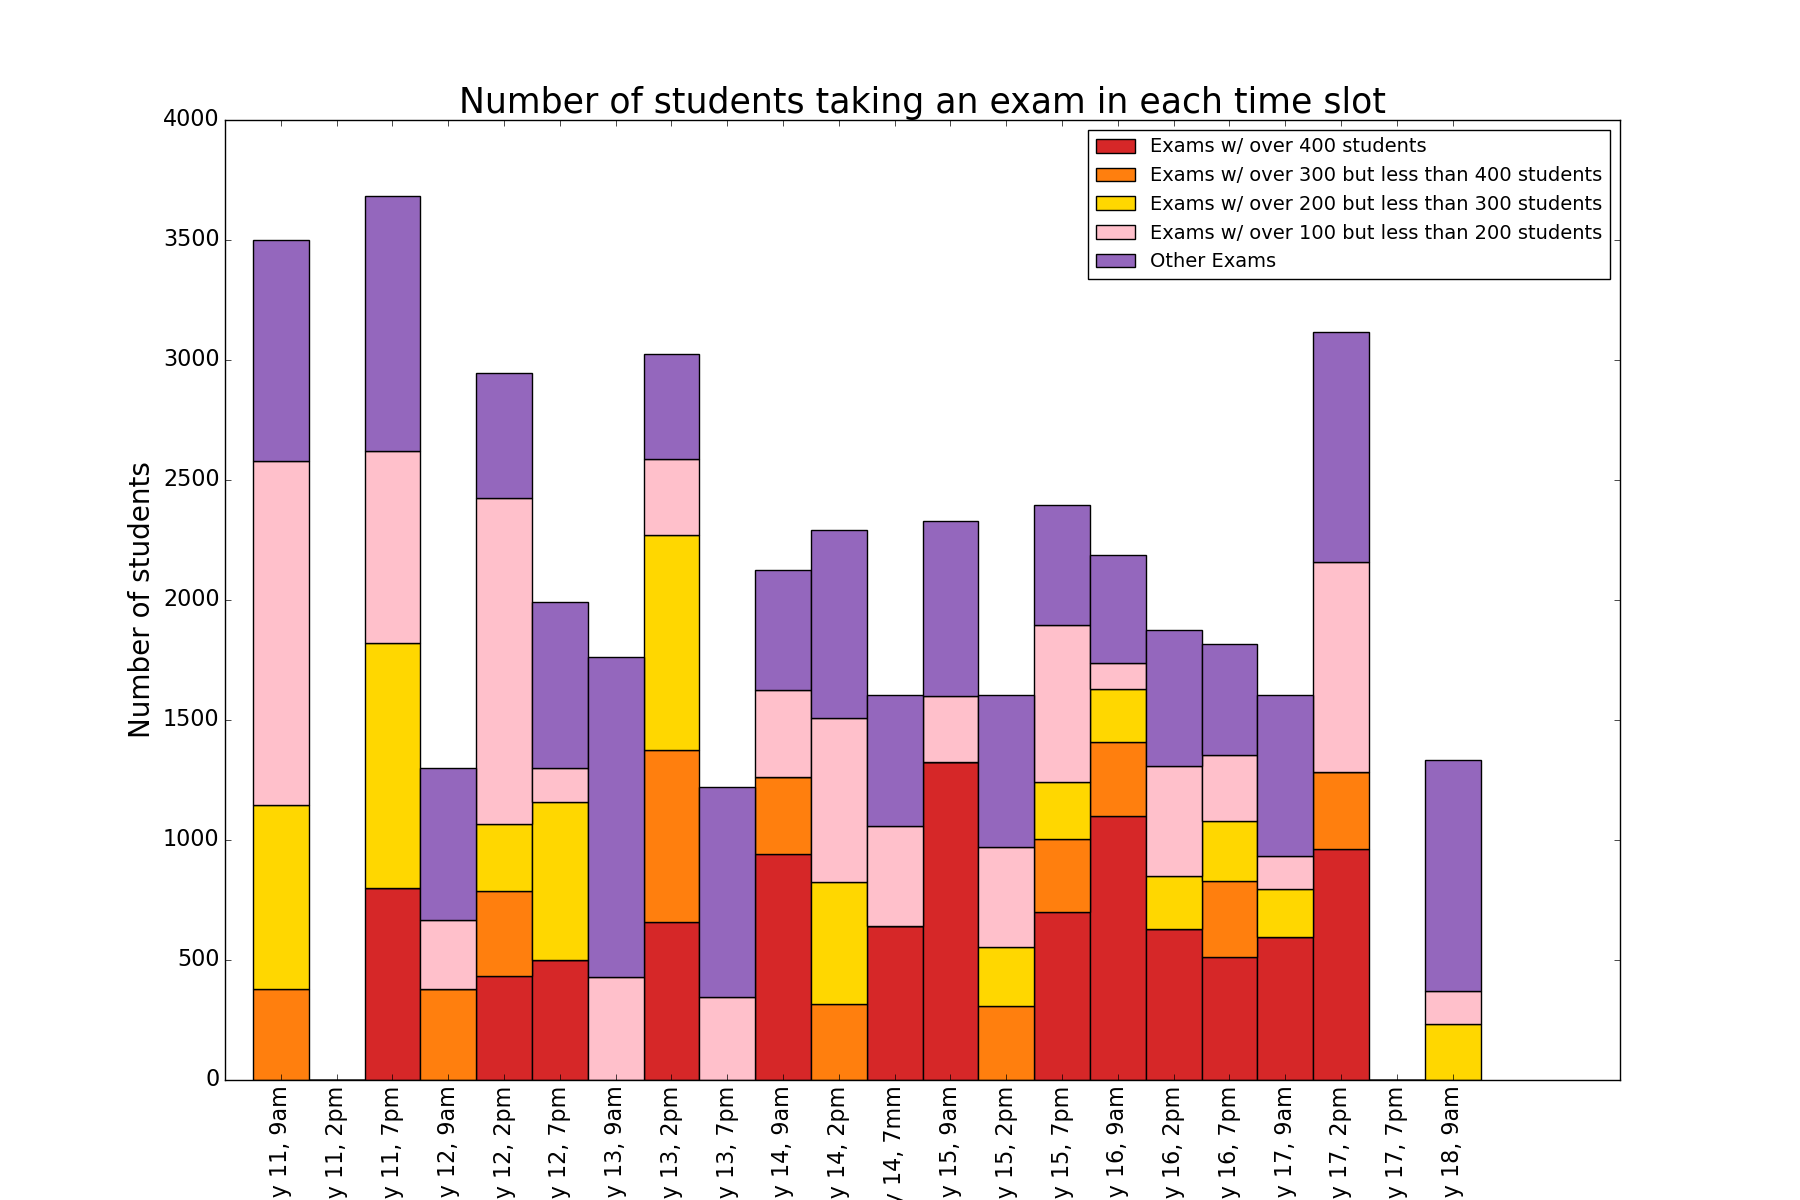 Number of students taking an exam in each time slot
4000
3500
3000
2500
2000
1500
1000
500
0
Number of students
Exams w/ over 400 students
Exams w/ over 300 but less than 400 students
Exams w/ over 200 but less than 300 students
Exams w/ over 100 but less than 200 students
Other Exams
y 11, 9am
y 11, 2pm
y 11, 7pm
y 12, 9am
y 12, 2pm
y 12, 7pm
y 13, 9am
y 13, 2pm
y 13, 7pm
y 14, 9am
y 14, 2pm
y 14, 7mm
y 15, 9am
y 15, 2pm
y 15, 7pm
y 16, 9am
y 16, 2pm
y 16, 7pm
y 17, 9am
y 17, 2pm
y 17, 7pm
y 18, 9am